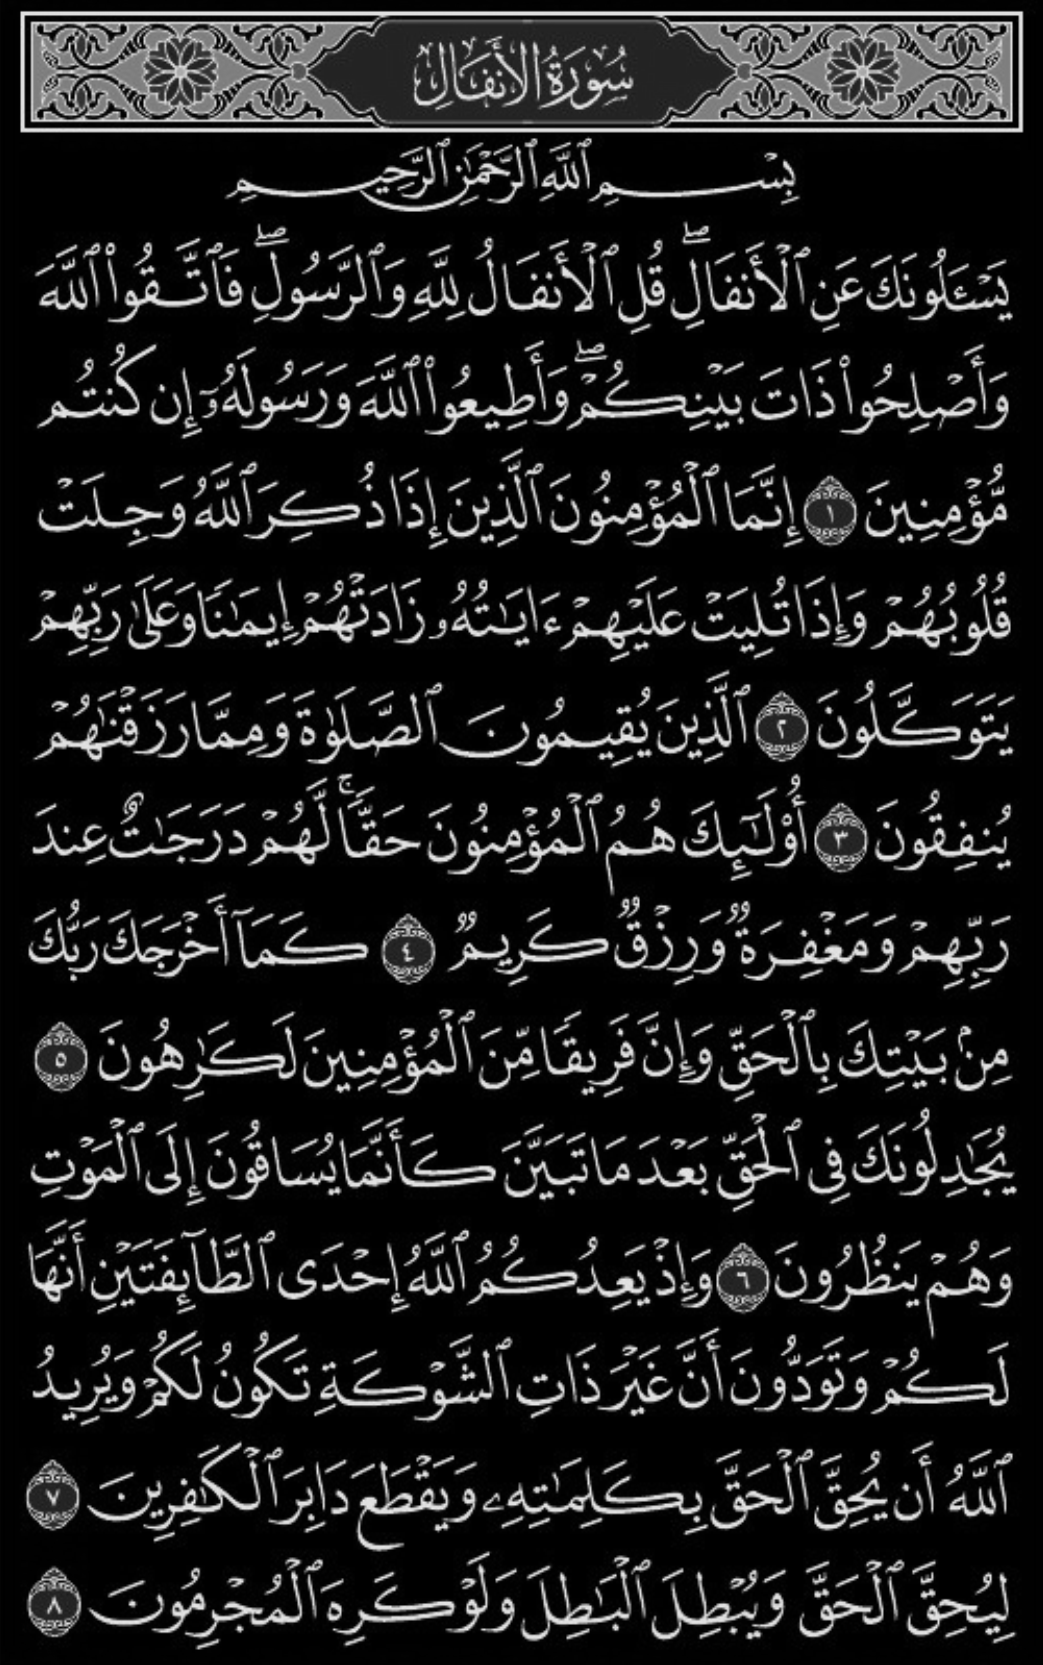 سُورَةُ الأَنفَالِ
بِسْمِ ٱللَّهِ ٱلرَّحْمَٰنِ ٱلرَّحِيمِ
يَسْـَٔلُونَكَ عَنِ ٱلْأَنفَالِ ۖ قُلِ ٱلْأَنفَالُ لِلَّهِ وَٱلرَّسُولِ ۖ فَٱتَّقُوا۟ ٱللَّهَ
وَأَصْلِحُوا۟ ذَاتَ بَيْنِكُمْ ۖ وَأَطِيعُوا۟ ٱللَّهَ وَرَسُولَهُۥٓ إِن كُنتُم
مُّؤْمِنِينَ ١ إِنَّمَا ٱلْمُؤْمِنُونَ ٱلَّذِينَ إِذَا ذُكِرَ ٱللَّهُ وَجِلَتْ
قُلُوبُهُمْ وَإِذَا تُلِيَتْ عَلَيْهِمْ ءَايَٰتُهُۥ زَادَتْهُمْ إِيمَٰنًا وَعَلَىٰ رَبِّهِمْ
يَتَوَكَّلُونَ ٢ ٱلَّذِينَ يُقِيمُونَ ٱلصَّلَوٰةَ وَمِمَّا رَزَقْنَٰهُمْ
يُنفِقُونَ ٣ أُو۟لَٰٓئِكَ هُمُ ٱلْمُؤْمِنُونَ حَقًّا ۚ لَّهُمْ دَرَجَٰتٌ عِندَ
رَبِّهِمْ وَمَغْفِرَةٌ وَرِزْقٌ كَرِيمٌ ٤ كَمَآ أَخْرَجَكَ رَبُّكَ
مِنۢ بَيْتِكَ بِٱلْحَقِّ وَإِنَّ فَرِيقًا مِّنَ ٱلْمُؤْمِنِينَ لَكَٰرِهُونَ ٥
يُجَٰدِلُونَكَ فِى ٱلْحَقِّ بَعْدَ مَا تَبَيَّنَ كَأَنَّمَا يُسَاقُونَ إِلَى ٱلْمَوْتِ
وَهُمْ يَنظُرُونَ ٦ وَإِذْ يَعِدُكُمُ ٱللَّهُ إِحْدَى ٱلطَّآئِفَتَيْنِ أَنَّهَا
لَكُمْ وَتَوَدُّونَ أَنَّ غَيْرَ ذَاتِ ٱلشَّوْكَةِ تَكُونُ لَكُمْ وَيُرِيدُ
ٱللَّهُ أَن يُحِقَّ ٱلْحَقَّ بِكَلِمَٰتِهِۦ وَيَقْطَعَ دَابِرَ ٱلْكَٰفِرِينَ ٧
لِيُحِقَّ ٱلْحَقَّ وَيُبْطِلَ ٱلْبَٰطِلَ وَلَوْ كَرِهَ ٱلْمُجْرِمُونَ ٨